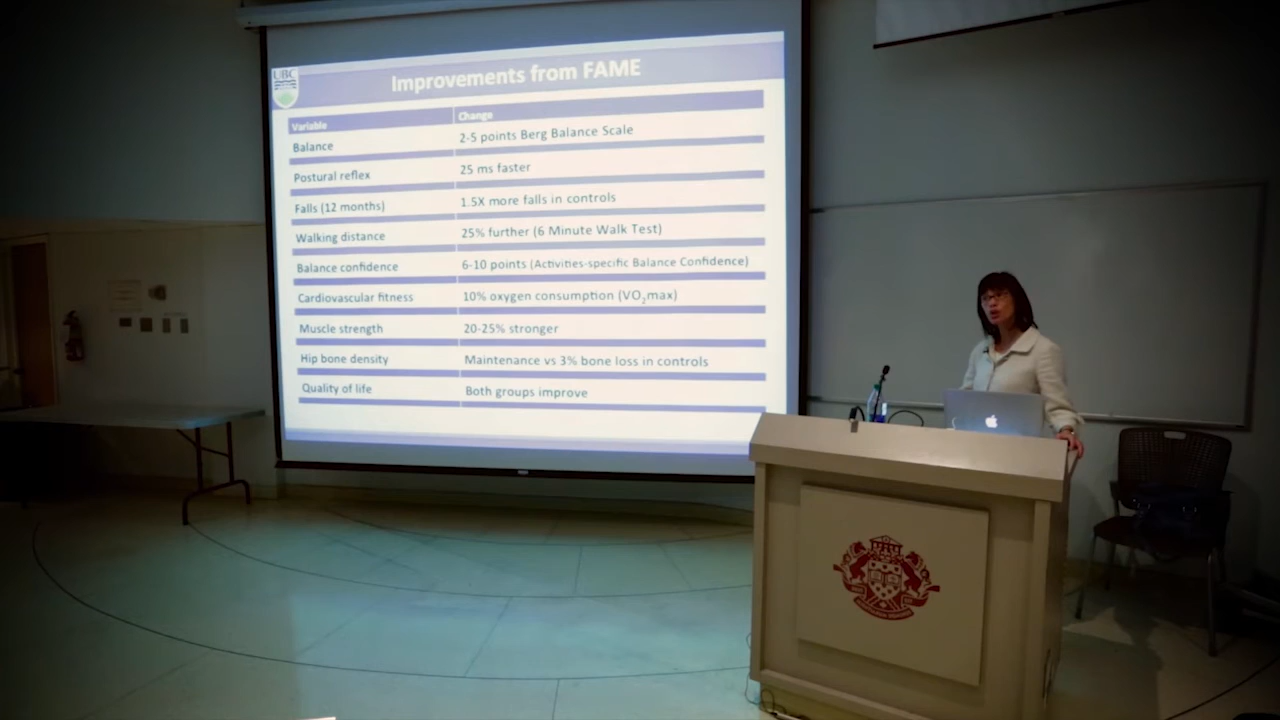 UBC
Improvements from FAME
Variable Change
Balance 2-5 points Berg Balance Scale
Postural reflex 25 ms faster
Falls (12 months) 1.5X more falls in controls
Walking distance 25% further (6 Minute Walk Test)
Balance confidence 6-10 points (Activities-specific Balance Confidence)
Cardiovascular fitness 10% oxygen consumption (VO₂max)
Muscle strength 20-25% stronger
Hip bone density Maintenance vs 3% bone loss in controls
Quality of life Both groups improve